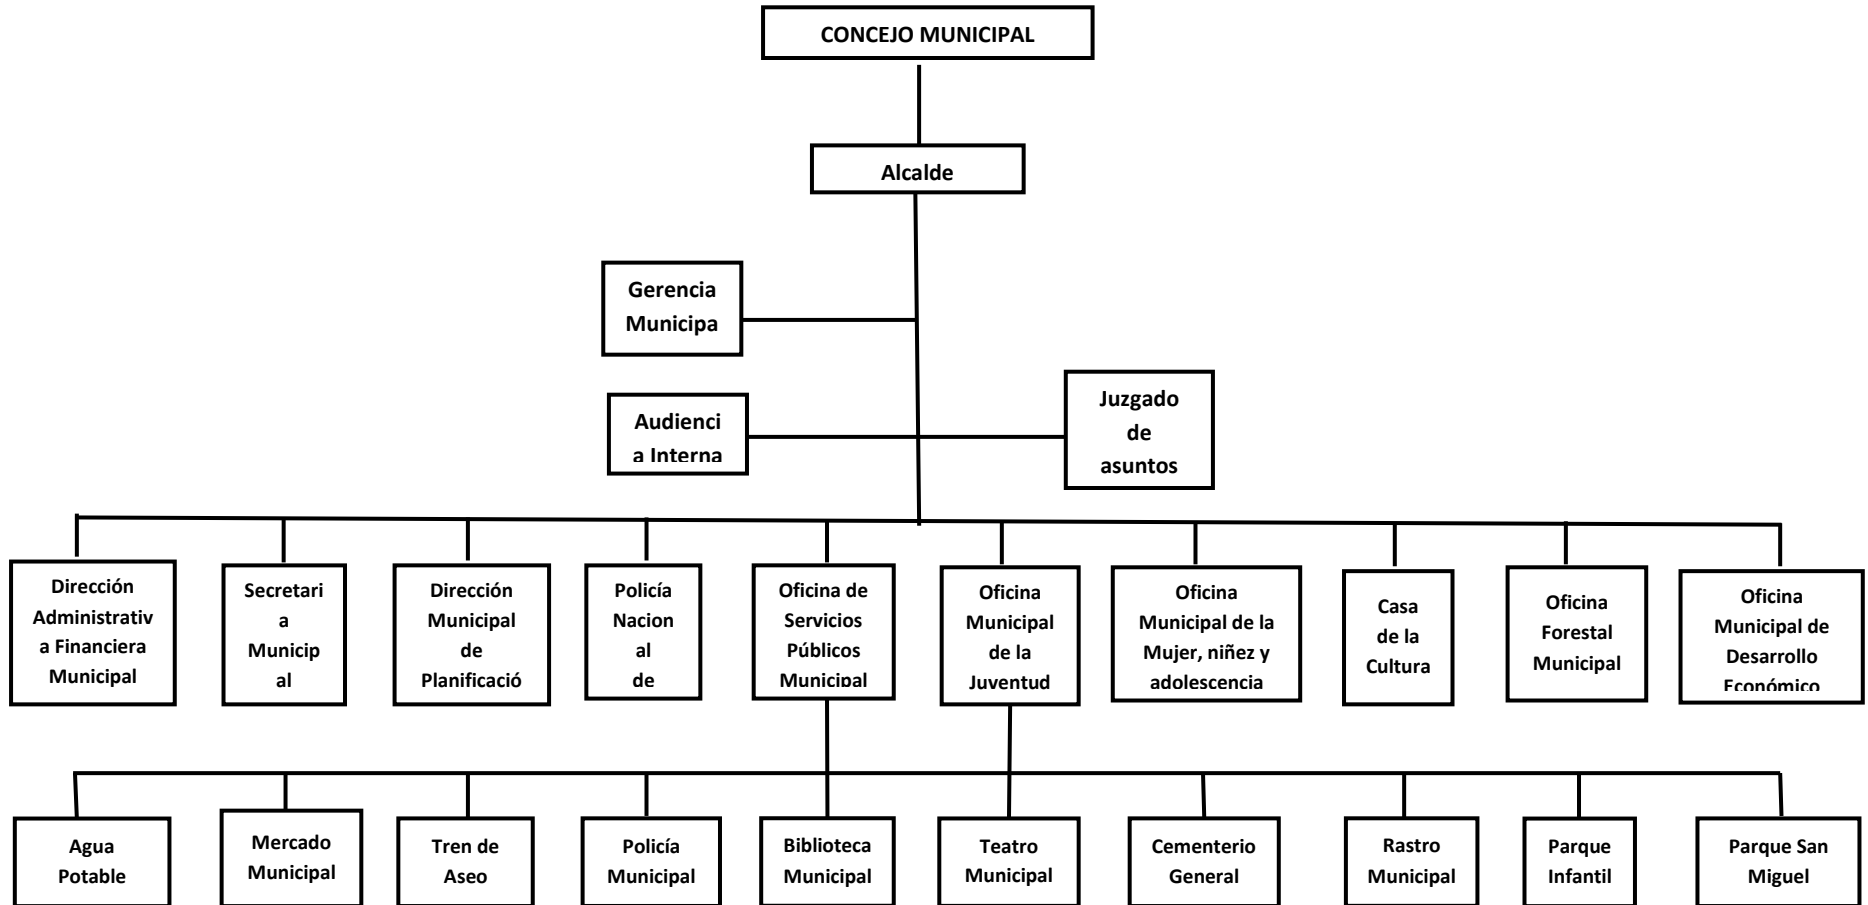 CONCEJO MUNICIPAL
Alcalde
Gerencia
Municipa
Audienci
a Interna
Juzgado
de
asuntos
Dirección
Administrativ
a Financiera
Municipal
Secretari
a
Municip
al
Dirección
Municipal
de
Planificació
Policía
Nacion
al
de
Oficina de
Servicios
Públicos
Municipal
Oficina
Municipal
de la
Juventud
Oficina
Municipal de la
Mujer, niñez y
adolescencia
Casa
de la
Cultura
Oficina
Forestal
Municipal
Oficina
Municipal de
Desarrollo
Económico
Agua
Potable
Mercado
Municipal
Tren de
Aseo
Policía
Municipal
Biblioteca
Municipal
Teatro
Municipal
Cementerio
General
Rastro
Municipal
Parque
Infantil
Parque San
Miguel